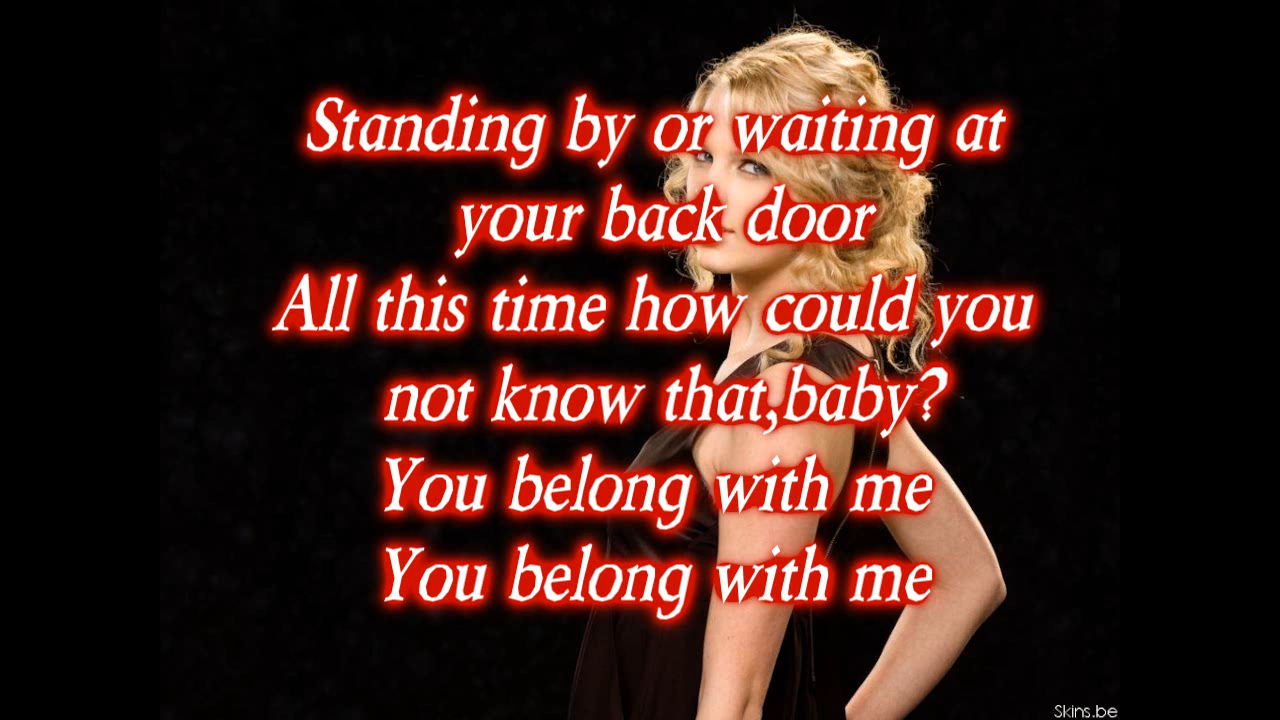 Standing by or waiting at
your back door
All this time how could you
not know that,baby?
You belong with me
You belong with me
Skins.be